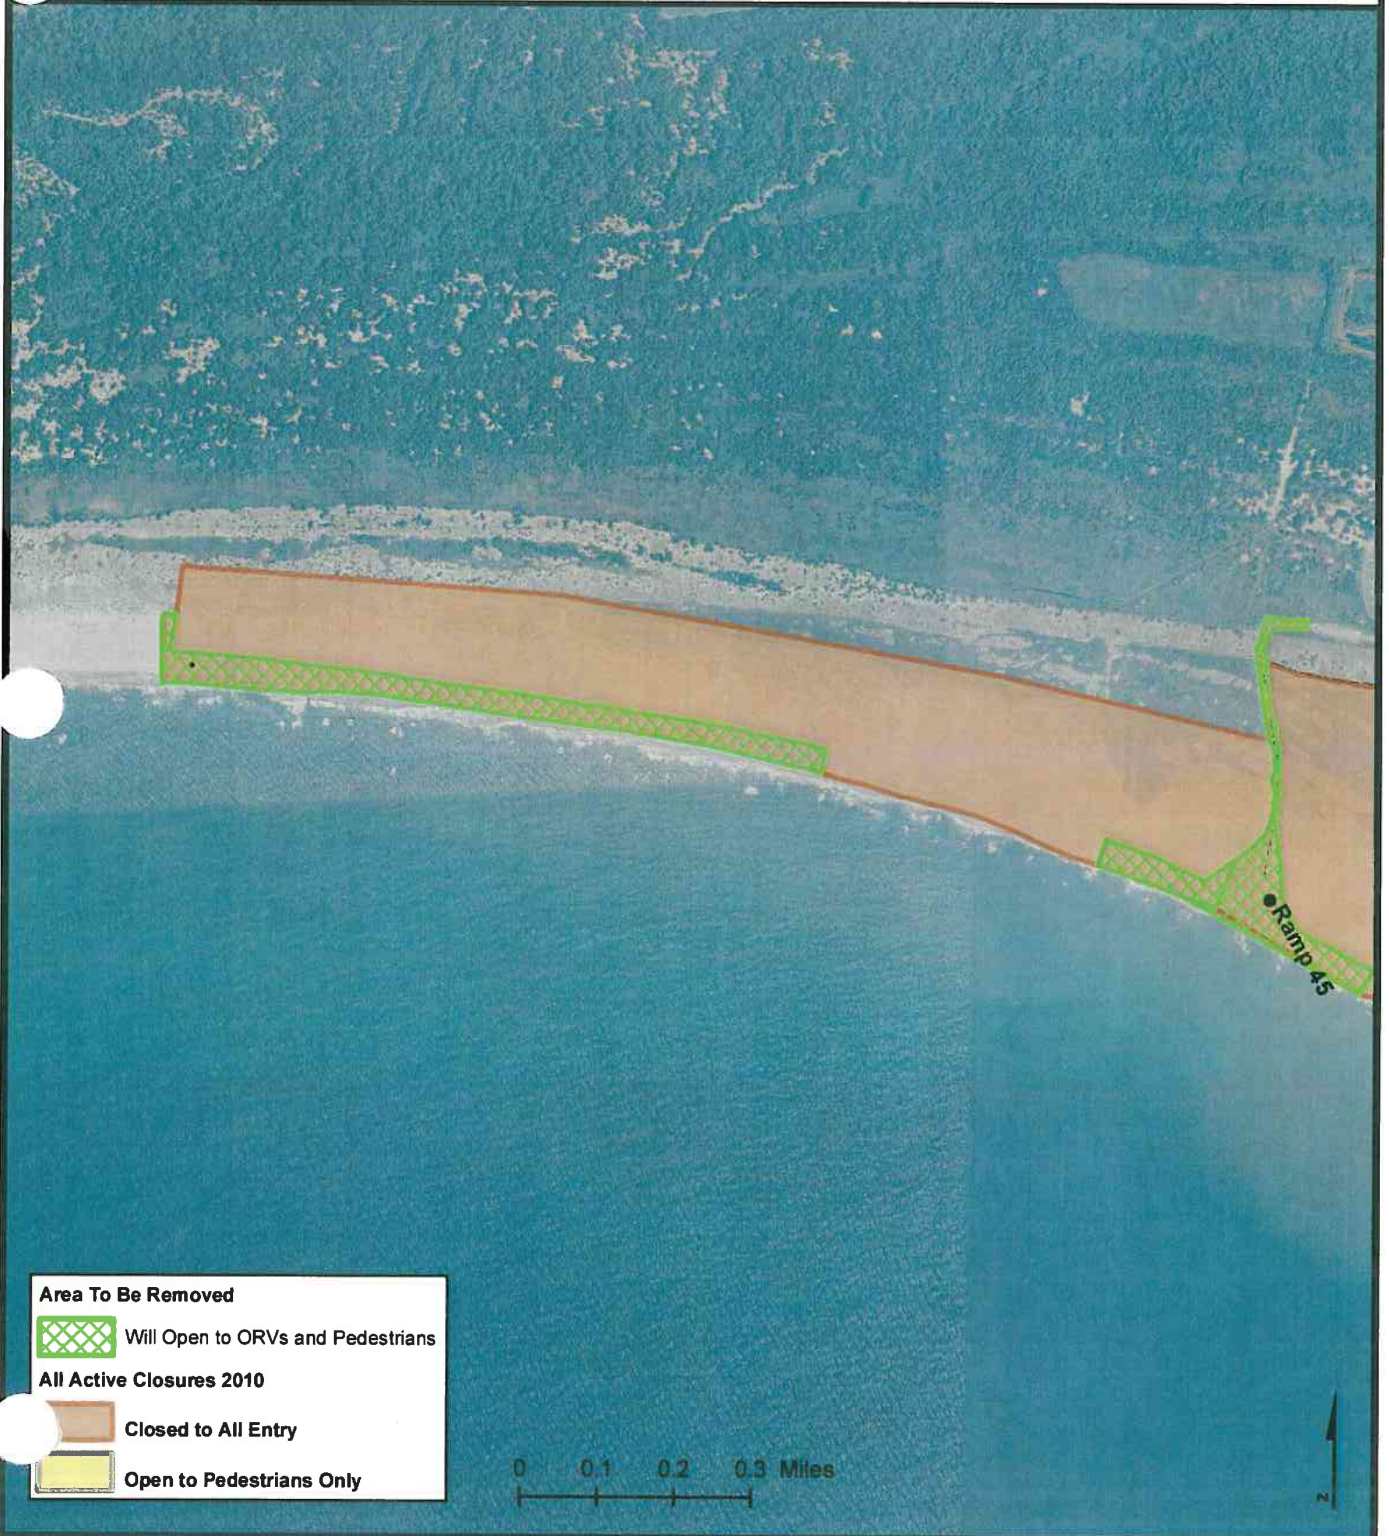 Ramp 45
Area To Be Removed
Will Open to ORVs and Pedestrians
All Active Closures 2010
Closed to All Entry
Open to Pedestrians Only
0 0.1 0.2 0.3 Miles
N